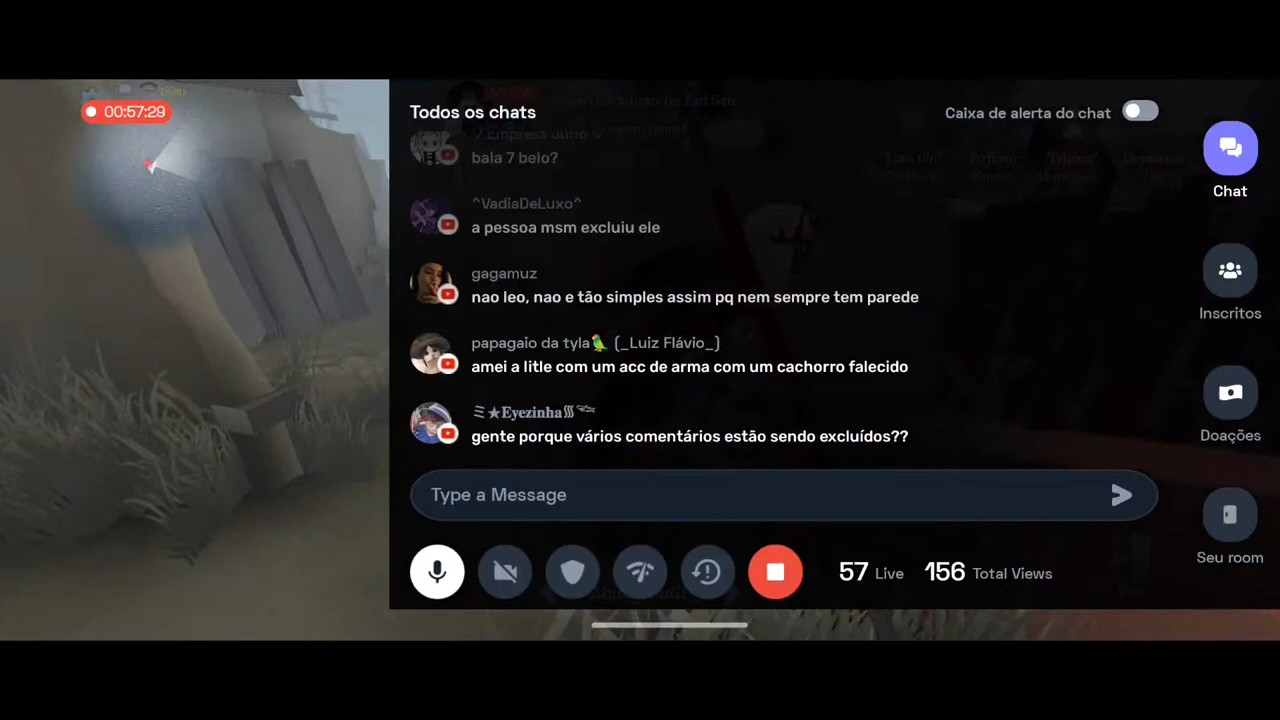 00:57:29
Todos os chats
Caixa de alerta do chat
Empress Juno
bala 7 belo?
^VadiaDeLuxo^
a pessoa msm excluiu ele
gagamuz
nao leo, nao e tão simples assim pq nem sempre tem parede
papagaio da tyla🦜 (_Luiz Flávio_)
amei a litle com um acc de arma com um cachorro falecido
ミ★𝐄𝐲𝐞𝐳𝐢𝐧𝐡𝐚
gente porque vários comentários estão sendo excluídos??
Type a Message
57 Live 156 Total Views
Chat
Inscritos
Doações
Seu room